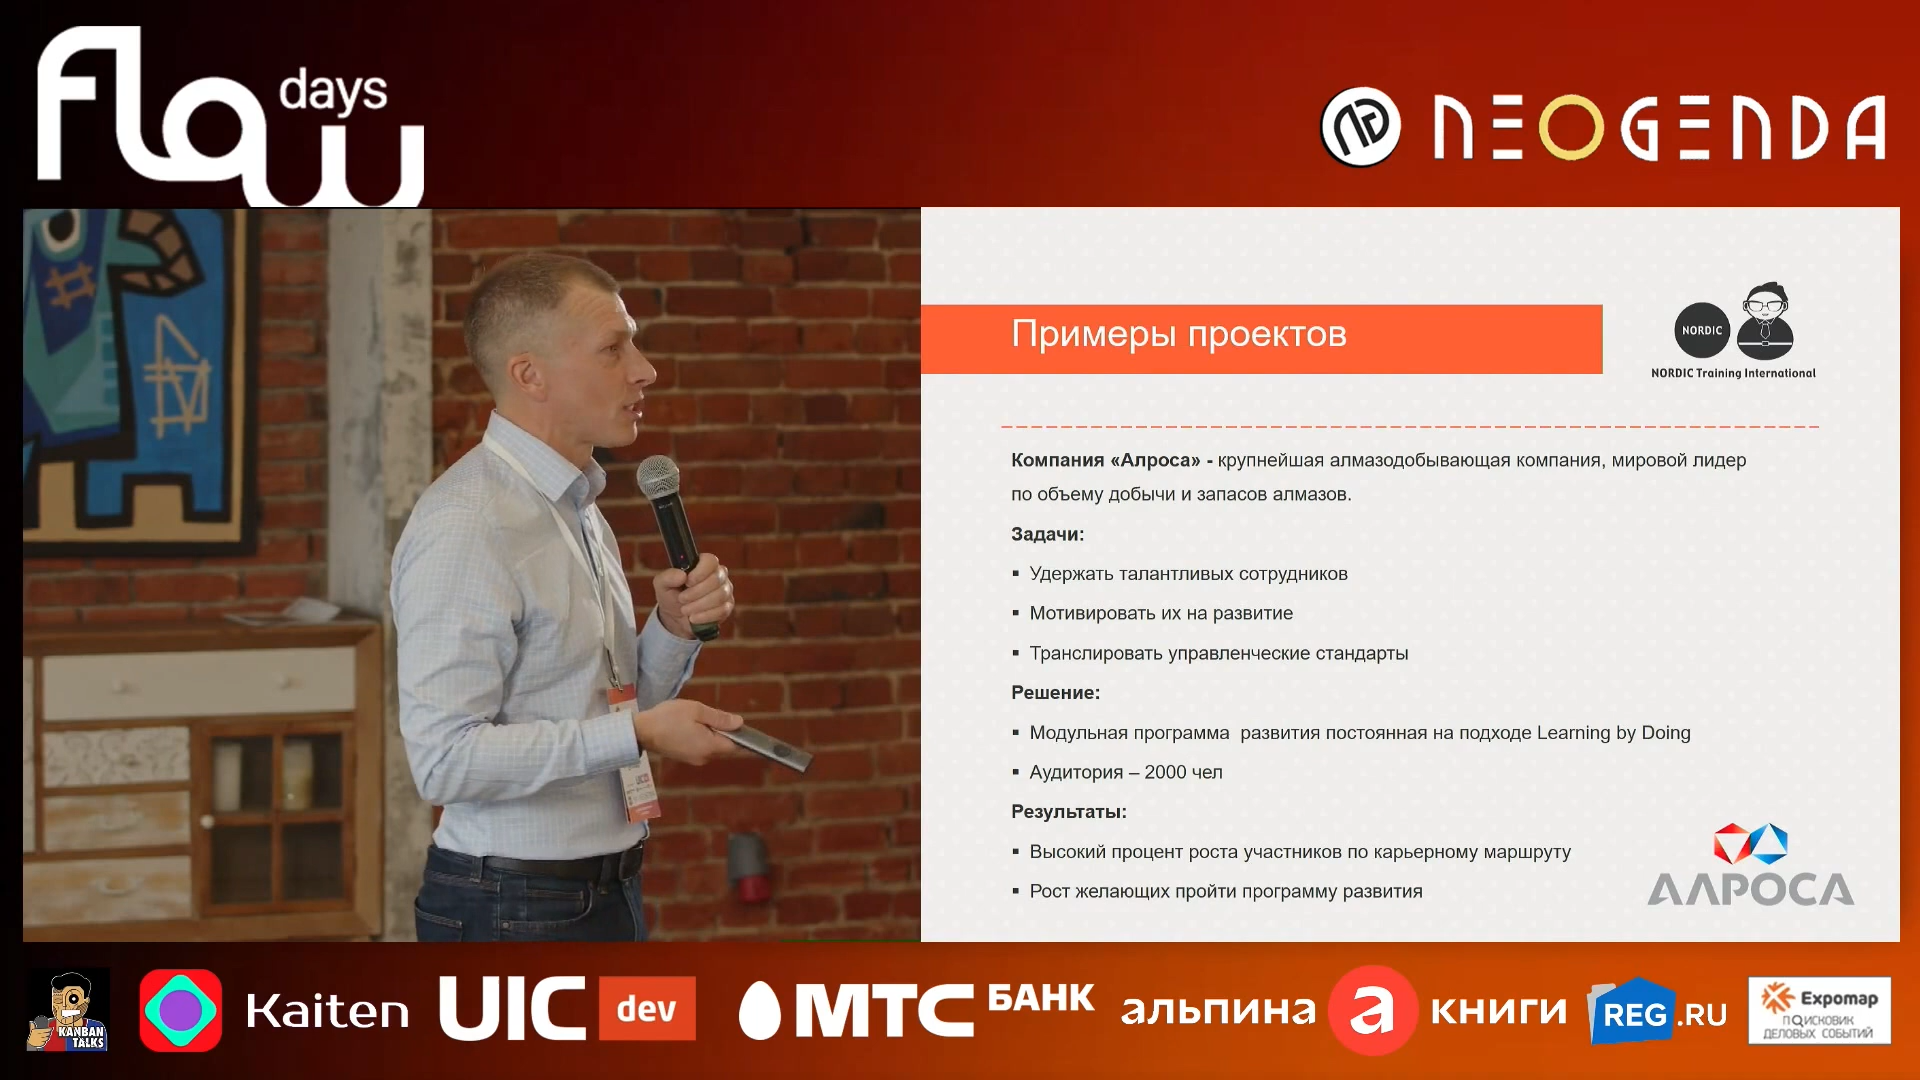 flow days
NEOGENDA
Примеры проектов
NORDIC
NORDIC Training International
Компания «Алроса» - крупнейшая алмазодобывающая компания, мировой лидер
по объему добычи и запасов алмазов.
Задачи:
▪ Удержать талантливых сотрудников
▪ Мотивировать их на развитие
▪ Транслировать управленческие стандарты
Решение:
▪ Модульная программа развития постоянная на подходе Learning by Doing
▪ Аудитория – 2000 чел
Результаты:
▪ Высокий процент роста участников по карьерному маршруту
▪ Рост желающих пройти программу развития
АЛРОСА
KANBAN
TALKS
Kaiten
UIC dev
МТС БАНК
альпина а книги
REG.RU
Expomap
ПОИСКОВИК
ДЕЛОВЫХ СОБЫТИЙ